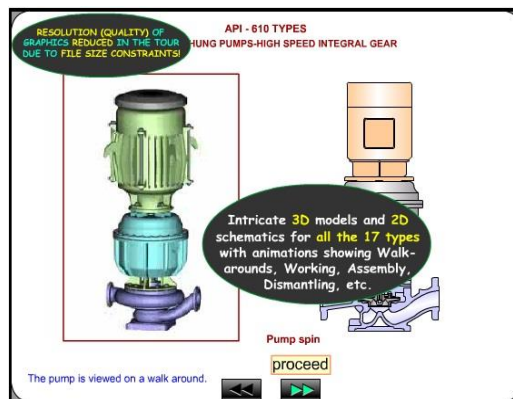 RESOLUTION (QUALITY) OF
GRAPHICS REDUCED IN THE TOUR
DUE TO FILE SIZE CONSTRAINTS!
API - 610 TYPES
HUNG PUMPS-HIGH SPEED INTEGRAL GEAR
Intricate 3D models and 2D
schematics for all the 17 types
with animations showing Walk-
arounds, Working, Assembly,
Dismantling, etc.
Pump spin
proceed
The pump is viewed on a walk around.